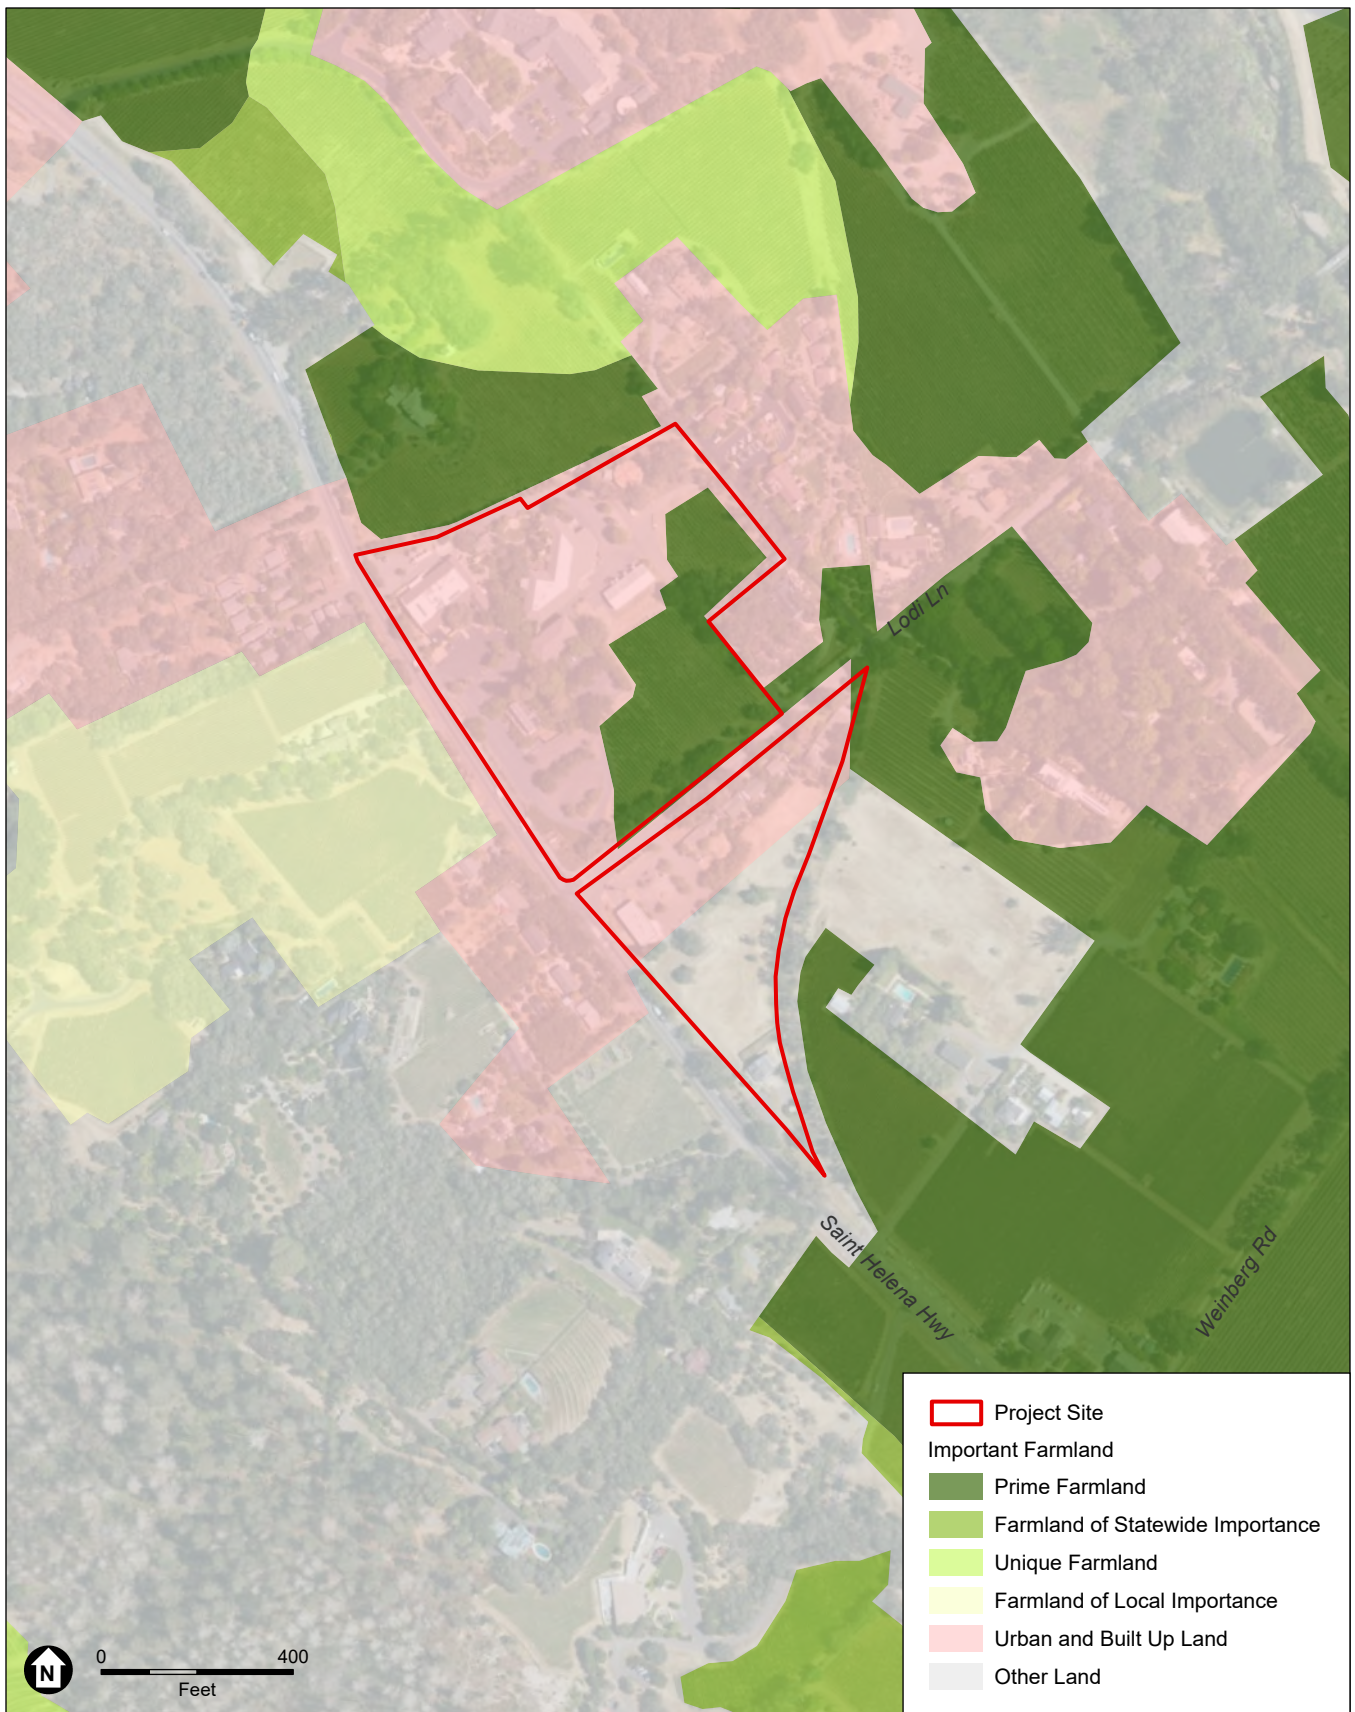 Lodi Ln
Saint Helena Hwy
Weinberg Rd
Project Site
Important Farmland
Prime Farmland
Farmland of Statewide Importance
Unique Farmland
Farmland of Local Importance
Urban and Built Up Land
Other Land
N
0 400
Feet